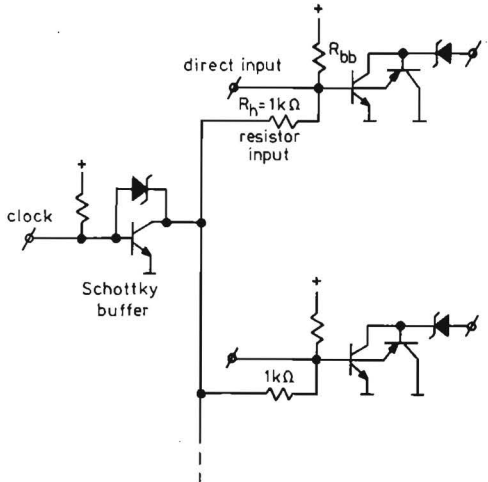 +
R_bb
direct input
R_h=1kΩ
resistor
input
+
clock
Schottky
buffer
+
1kΩ